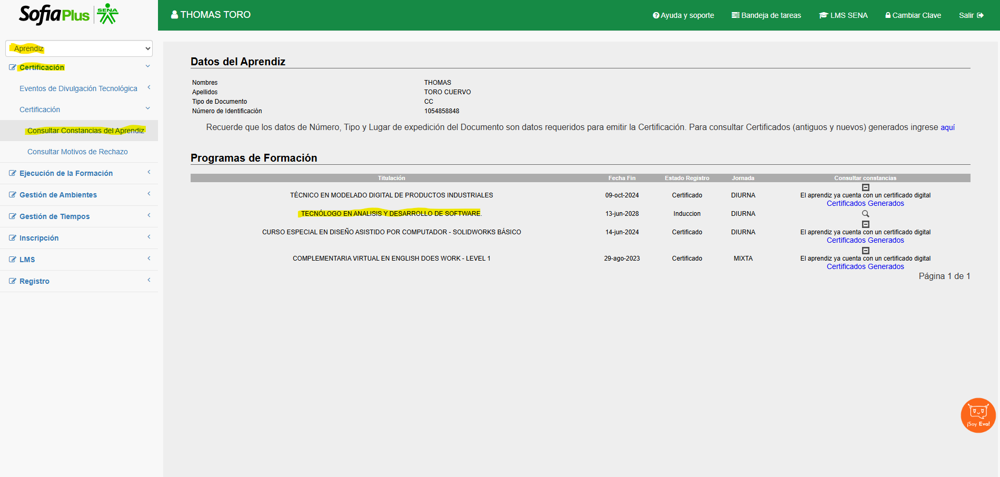 SofiaPlus SENA
THOMAS TORO
Ayuda y soporte
Bandeja de tareas
LMS SENA
Cambiar Clave
Salir
Aprendiz
Certificación
Eventos de Divulgación Tecnológica
Certificación
Consultar Constancias del Aprendiz
Consultar Motivos de Rechazo
Ejecución de la Formación
Gestión de Ambientes
Gestión de Tiempos
Inscripción
LMS
Registro
Datos del Aprendiz
Nombres THOMAS
Apellidos TORO CUERVO
Tipo de Documento CC
Número de Identificación 1054858848
Recuerde que los datos de Número, Tipo y Lugar de expedición del Documento son datos requeridos para emitir la Certificación. Para consultar Certificados (antiguos y nuevos) generados ingrese aquí
Programas de Formación
Titulación Fecha Fin Estado Registro Jornada Consultar constancias
TÉCNICO EN MODELADO DIGITAL DE PRODUCTOS INDUSTRIALES 09-oct-2024 Certificado DIURNA El aprendiz ya cuenta con un certificado digital
Certificados Generados
TECNÓLOGO EN ANALISIS Y DESARROLLO DE SOFTWARE. 13-jun-2028 Induccion DIURNA
CURSO ESPECIAL EN DISEÑO ASISTIDO POR COMPUTADOR - SOLIDWORKS BÁSICO 14-jun-2024 Certificado DIURNA El aprendiz ya cuenta con un certificado digital
Certificados Generados
COMPLEMENTARIA VIRTUAL EN ENGLISH DOES WORK - LEVEL 1 29-ago-2023 Certificado MIXTA El aprendiz ya cuenta con un certificado digital
Certificados Generados
Página 1 de 1
¡Soy Eva!